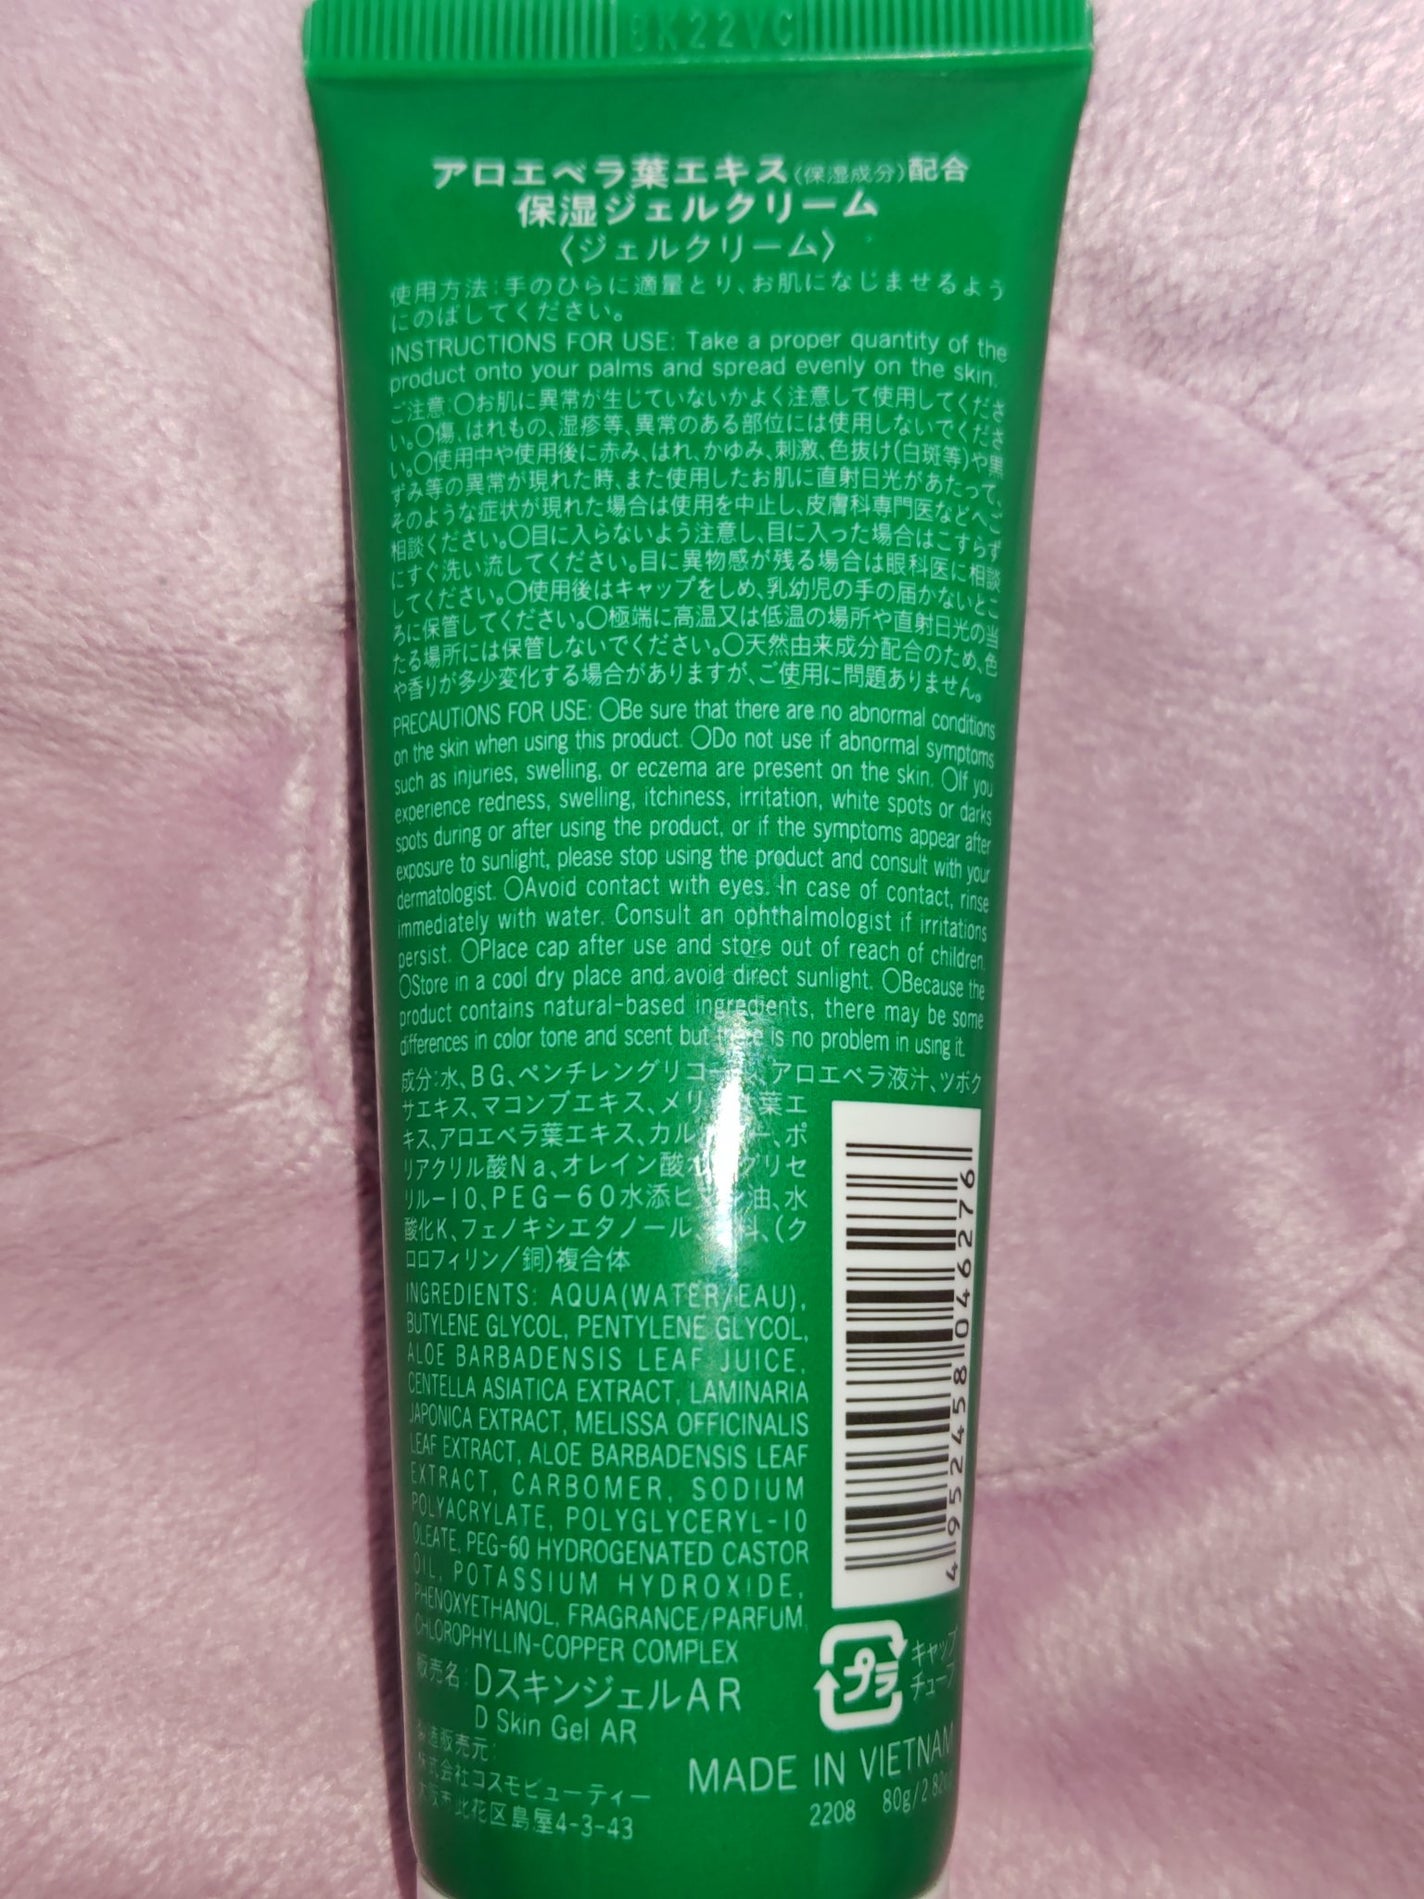 8K22VC
アロエベラ葉エキス(保湿成分)配合
保湿ジェルクリーム
〈ジェルクリーム〉
使用方法:手のひらに適量とり、お肌になじませるよう
にのばしてください。
INSTRUCTIONS FOR USE: Take a proper quantity of the
product onto your palms and spread evenly on the skin.
ご注意:○お肌に異常が生じていないかよく注意して使用してくださ
い。○傷、はれもの、湿疹等、異常のある部位には使用しないでくださ
い。○使用中や使用後に赤み、はれ、かゆみ、刺激、色抜け(白斑等)や黒
ずみ等の異常が現れた時、また使用したお肌に直射日光があたって、
そのような症状が現れた場合は使用を中止し、皮膚科専門医などへご
相談ください。○目に入らないよう注意し、目に入った場合はこすらず
にすぐ洗い流してください。目に異物感が残る場合は眼科医に相談
してください。○使用後はキャップをしめ、乳幼児の手の届かないとこ
ろに保管してください。○極端に高温又は低温の場所や直射日光の当
たる場所には保管しないでください。○天然由来成分配合のため、色
や香りが多少変化する場合がありますが、ご使用に問題ありません。
PRECAUTIONS FOR USE: ○Be sure that there are no abnormal conditions
on the skin when using this product. ○Do not use if abnormal symptoms
such as injuries, swelling, or eczema are present on the skin. ○If you
experience redness, swelling, itchiness, irritation, white spots or darks
spots during or after using the product, or if the symptoms appear after
exposure to sunlight, please stop using the product and consult with your
dermatologist. ○Avoid contact with eyes. In case of contact, rinse
immediately with water. Consult an ophthalmologist if irritations
persist. ○Place cap after use and store out of reach of children.
○Store in a cool dry place and avoid direct sunlight. ○Because the
product contains natural-based ingredients, there may be some
differences in color tone and scent but there is no problem in using it.
成分:水、BG、ペンチレングリコール、アロエベラ液汁、ツボク
サエキス、マコンブエキス、メリッサ葉エ
キス、アロエベラ葉エキス、カルボマー、ポ
リアクリル酸Na、オレイン酸ポリグリセ
リル-10、PEG-60水添ヒマシ油、水
酸化K、フェノキシエタノール、香料、(ク
ロロフィリン/銅)複合体
INGREDIENTS: AQUA(WATER/EAU),
BUTYLENE GLYCOL, PENTYLENE GLYCOL,
ALOE BARBADENSIS LEAF JUICE,
CENTELLA ASIATICA EXTRACT, LAMINARIA
JAPONICA EXTRACT, MELISSA OFFICINALIS
LEAF EXTRACT, ALOE BARBADENSIS LEAF
EXTRACT, CARBOMER, SODIUM
POLYACRYLATE, POLYGLYCERYL-10
OLEATE, PEG-60 HYDROGENATED CASTOR
OIL, POTASSIUM HYDROXIDE,
PHENOXYETHANOL, FRAGRANCE/PARFUM,
CHLOROPHYLLIN-COPPER COMPLEX
4952458046276
販売名: DスキンジェルAR
D Skin Gel AR
プラ
キャップ
チューブ
製造販売元:
株式会社コスモビューティー
大阪市此花区島屋4-3-43
MADE IN VIETNAM
2208 80g/2.82oz